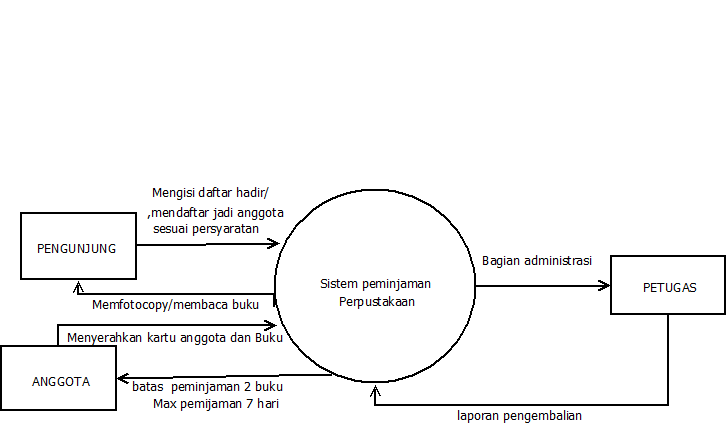 Mengisi daftar hadir/
,mendaftar jadi anggota
sesuai persyaratan
PENGUNJUNG
Memfotocopy/membaca buku
Menyerahkan kartu anggota dan Buku
ANGGOTA
batas peminjaman 2 buku
Max pemijaman 7 hari
Sistem peminjaman
Perpustakaan
Bagian administrasi
PETUGAS
laporan pengembalian